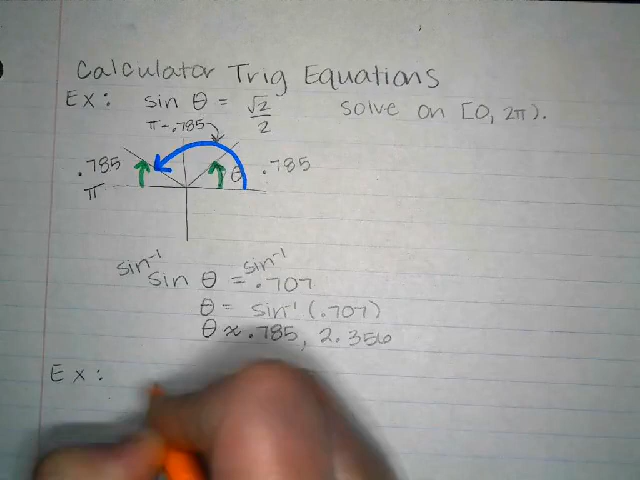 Calculator Trig Equations
Ex: sin θ = √2/2 solve on [0, 2π).
π-.785
.785 θ .785
π
sin⁻¹ sin⁻¹
sin θ = .707
θ = sin⁻¹ (.707)
θ ≈ .785, 2.356
Ex: